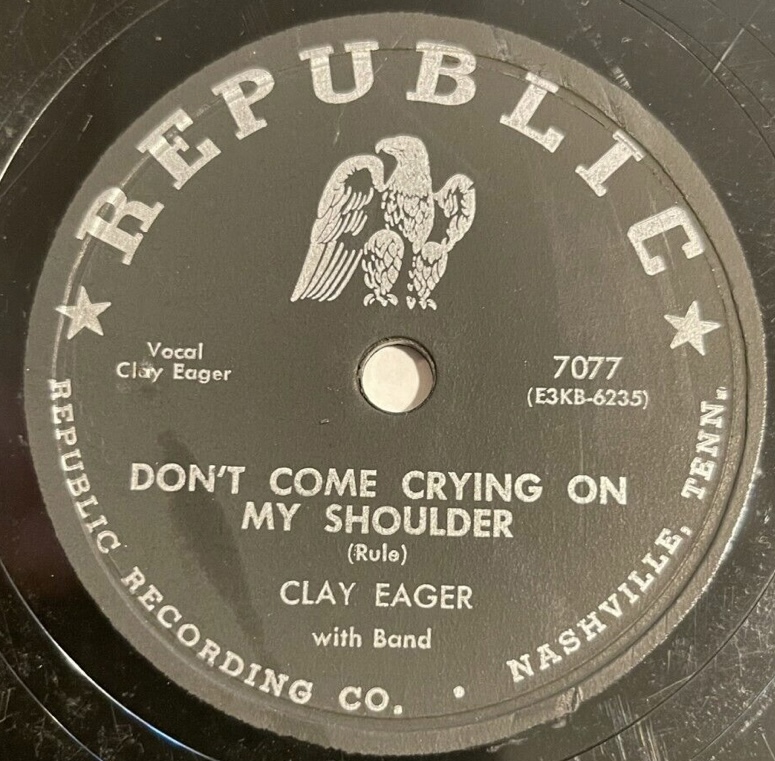 REPUBLIC
Vocal
Clay Eager
7077
(E3KB-6235)
DON'T COME CRYING ON
MY SHOULDER
(Rule)
CLAY EAGER
with Band
REPUBLIC RECORDING CO. • NASHVILLE, TENN.